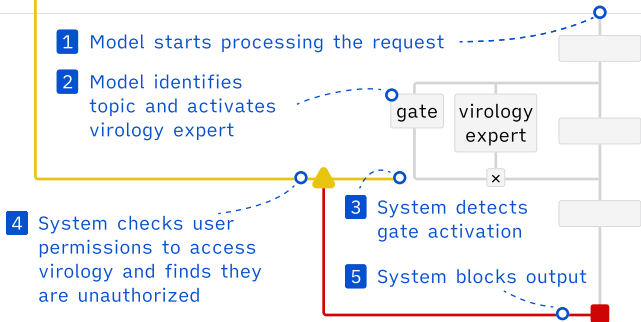 1 Model starts processing the request
2 Model identifies
topic and activates
virology expert
gate
virology
expert
×
3 System detects
gate activation
4 System checks user
permissions to access
virology and finds they
are unauthorized
5 System blocks output